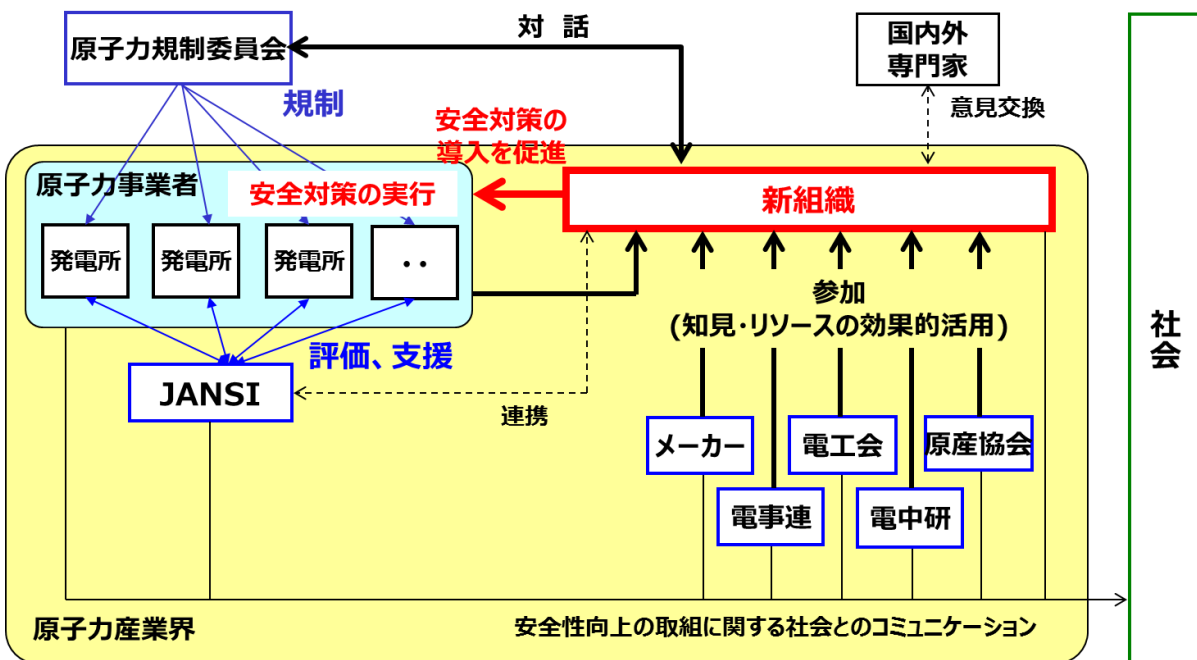 原子力規制委員会
対 話
国内外
専門家
規制
意見交換
安全対策の
導入を促進
原子力事業者
安全対策の実行
新組織
発電所
発電所
発電所
・・
参加
(知見・リソースの効果的活用)
評価、支援
JANSI
連携
メーカー
電工会
原産協会
電事連
電中研
社会
原子力産業界
安全性向上の取組に関する社会とのコミュニケーション